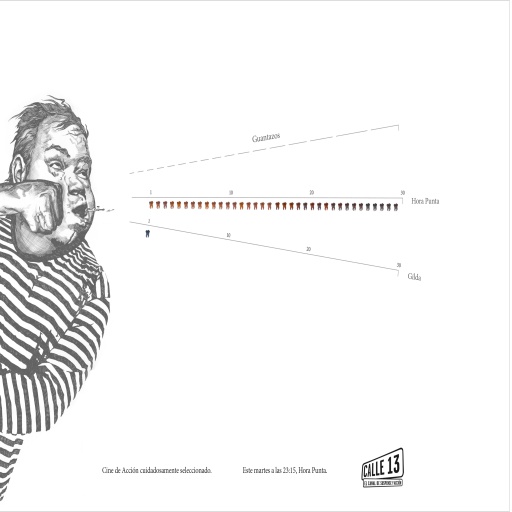 Guantazos
1 10 20 30
Hora Punta
1
10
20
30
Gilda
Cine de Acción cuidadosamente seleccionado. Este martes a las 23:15, Hora Punta.
CALLE 13
EL CANAL DE SUSPENSE Y ACCIÓN